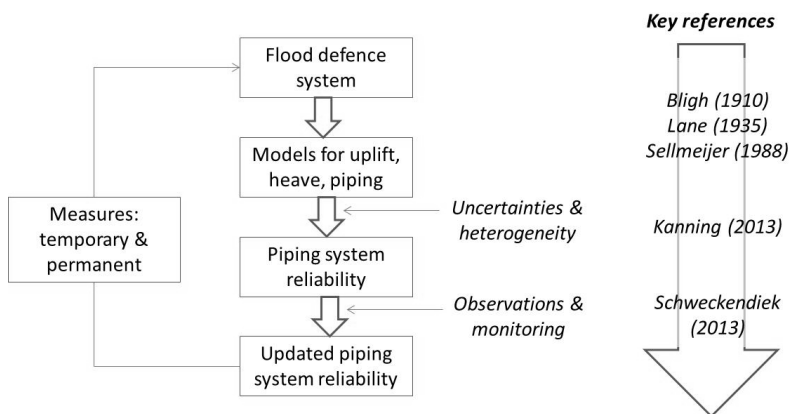 Key references
Flood defence
system
Bligh (1910)
Lane (1935)
Sellmeijer (1988)
Models for uplift,
heave, piping
Measures:
temporary &
permanent
Uncertainties &
heterogeneity
Kanning (2013)
Piping system
reliability
Observations &
monitoring
Schweckendiek
(2013)
Updated piping
system reliability